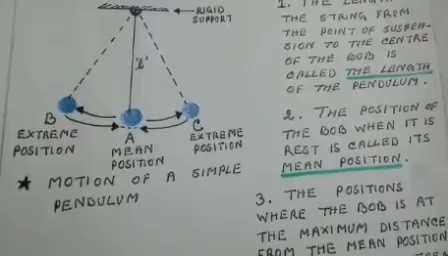 RIGID
SUPPORT
'l'
B
EXTREME
POSITION
A
MEAN
POSITION
C
EXTREME
POSITION
★ MOTION OF A SIMPLE
PENDULUM
1. THE LENGTH
THE STRING FROM
THE POINT OF SUSPEN-
SION TO THE CENTRE
OF THE BOB IS
CALLED THE LENGTH
OF THE PENDULUM.
2. THE POSITION OF
THE BOB WHEN IT IS
REST IS CALLED ITS
MEAN POSITION.
3. THE POSITIONS
WHERE THE BOB IS AT
THE MAXIMUM DISTANCE
FROM THE MEAN POSITION